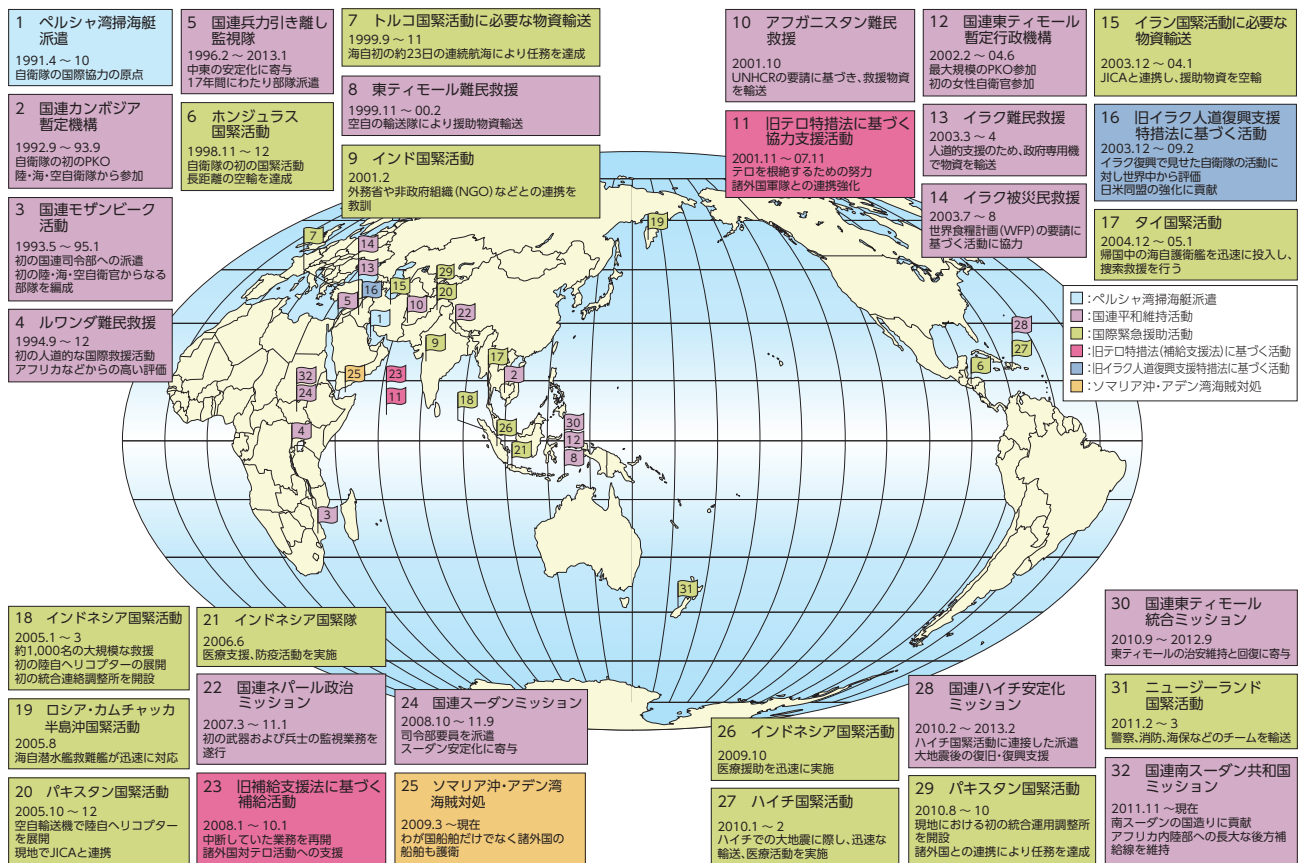 1 ペルシャ湾掃海艇
派遣
1991.4 ～ 10
自衛隊の国際協力の原点
2 国連カンボジア
暫定機構
1992.9 ～ 93.9
自衛隊の初のPKO
陸・海・空自衛隊から参加
3 国連モザンビーク
活動
1993.5 ～ 95.1
初の国連司令部への派遣
初の陸・海・空自衛官からなる
部隊を編成
4 ルワンダ難民救援
1994.9 ～ 12
初の人道的な国際救援活動
アフリカなどからの高い評価
5 国連兵力引き離し
監視隊
1996.2 ～ 2013.1
中東の安定化に寄与
17年間にわたり部隊派遣
6 ホンジュラス
国緊活動
1998.11 ～ 12
自衛隊の初の国緊活動
長距離の空輸を達成
7 トルコ国緊活動に必要な物資輸送
1999.9 ～ 11
海自初の約23日の連続航海により任務を達成
8 東ティモール難民救援
1999.11 ～ 00.2
空自の輸送隊により援助物資輸送
9 インド国緊活動
2001.2
外務省や非政府組織(NGO)などとの連携を
教訓
10 アフガニスタン難民
救援
2001.10
UNHCRの要請に基づき、救援物資
を輸送
11 旧テロ特措法に基づく
協力支援活動
2001.11 ～ 07.11
テロを根絶するための努力
諸外国軍隊との連携強化
12 国連東ティモール
暫定行政機構
2002.2 ～ 04.6
最大規模のPKO参加
初の女性自衛官参加
13 イラク難民救援
2003.3 ～ 4
人道的支援のため、政府専用機
で物資を輸送
14 イラク被災民救援
2003.7 ～ 8
世界食糧計画(WFP)の要請に
基づく活動に協力
15 イラン国緊活動に必要な
物資輸送
2003.12 ～ 04.1
JICAと連携し、援助物資を空輸
16 旧イラク人道復興支援
特措法に基づく活動
2003.12 ～ 09.2
イラク復興で見せた自衛隊の活動に
対し世界中から評価
日米同盟の強化に貢献
17 タイ国緊活動
2004.12 ～ 05.1
帰国中の海自護衛艦を迅速に投入し、
捜索救援を行う
：ペルシャ湾掃海艇派遣
：国連平和維持活動
：国際緊急援助活動
：旧テロ特措法(補給支援法)に基づく活動
：旧イラク人道復興支援特措法に基づく活動
：ソマリア沖・アデン湾海賊対処
7
14
13
16
5
15
10
1
29
20
22
9
19
28
27
6
17
2
25
23
11
32
24
18
4
26
21
30
12
8
3
31
18 インドネシア国緊活動
2005.1 ～ 3
約1,000名の大規模な救援
初の陸自ヘリコプターの展開
初の統合連絡調整所を開設
19 ロシア・カムチャッカ
半島沖国緊活動
2005.8
海自潜水艦救難艦が迅速に対応
20 パキスタン国緊活動
2005.10 ～ 12
空自輸送機で陸自ヘリコプター
を展開
現地でJICAと連携
21 インドネシア国緊隊
2006.6
医療支援、防疫活動を実施
22 国連ネパール政治
ミッション
2007.3 ～ 11.1
初の武器および兵士の監視業務を
遂行
23 旧補給支援法に基づく
補給活動
2008.1 ～ 10.1
中断していた業務を再開
諸外国対テロ活動への支援
24 国連スーダンミッション
2008.10 ～ 11.9
司令部要員を派遣
スーダン安定化に寄与
25 ソマリア沖・アデン湾
海賊対処
2009.3 ～現在
わが国船舶だけでなく諸外国の
船舶も護衛
26 インドネシア国緊活動
2009.10
医療援助を迅速に実施
27 ハイチ国緊活動
2010.1 ～ 2
ハイチでの大地震に際し、迅速な
輸送、医療活動を実施
28 国連ハイチ安定化
ミッション
2010.2 ～ 2013.2
ハイチ国緊活動に連接した派遣
大地震後の復旧・復興支援
29 パキスタン国緊活動
2010.8 ～ 10
現地における初の統合運用調整所
を開設
諸外国との連携により任務を達成
30 国連東ティモール
統合ミッション
2010.9 ～ 2012.9
東ティモールの治安維持と回復に寄与
31 ニュージーランド
国緊活動
2011.2 ～ 3
警察、消防、海保などのチームを輸送
32 国連南スーダン共和国
ミッション
2011.11 ～現在
南スーダンの国造りに貢献
アフリカ内陸部への長大な後方補
給線を維持